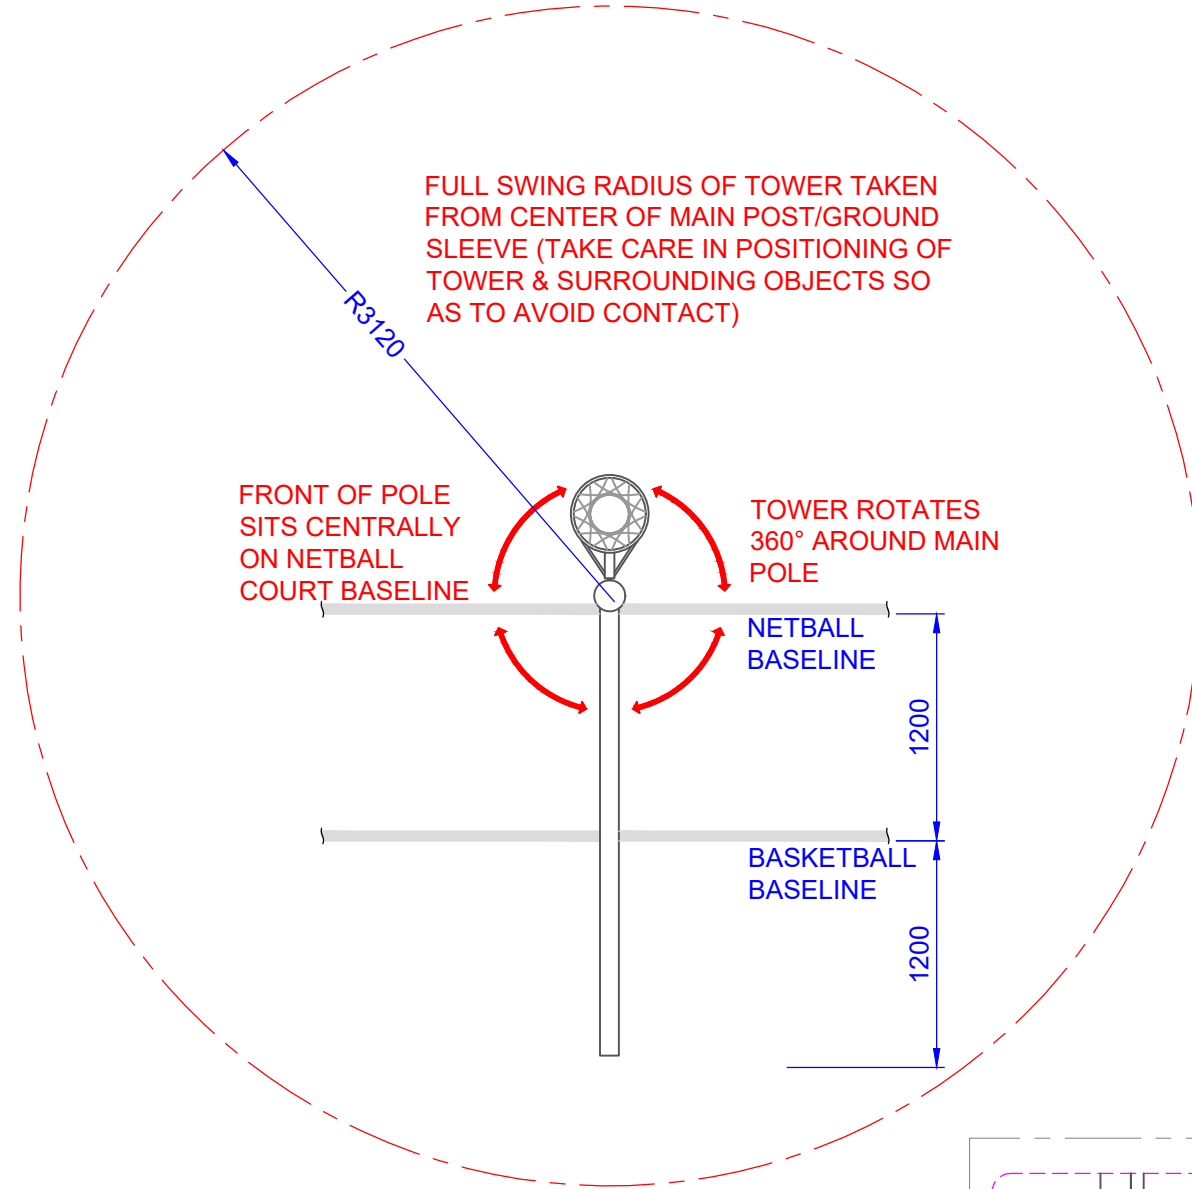 FULL SWING RADIUS OF TOWER TAKEN
FROM CENTER OF MAIN POST/GROUND
SLEEVE (TAKE CARE IN POSITIONING OF
TOWER & SURROUNDING OBJECTS SO
AS TO AVOID CONTACT)
R3120
FRONT OF POLE
SITS CENTRALLY
ON NETBALL
COURT BASELINE
TOWER ROTATES
360° AROUND MAIN
POLE
NETBALL
BASELINE
1200
BASKETBALL
BASELINE
1200